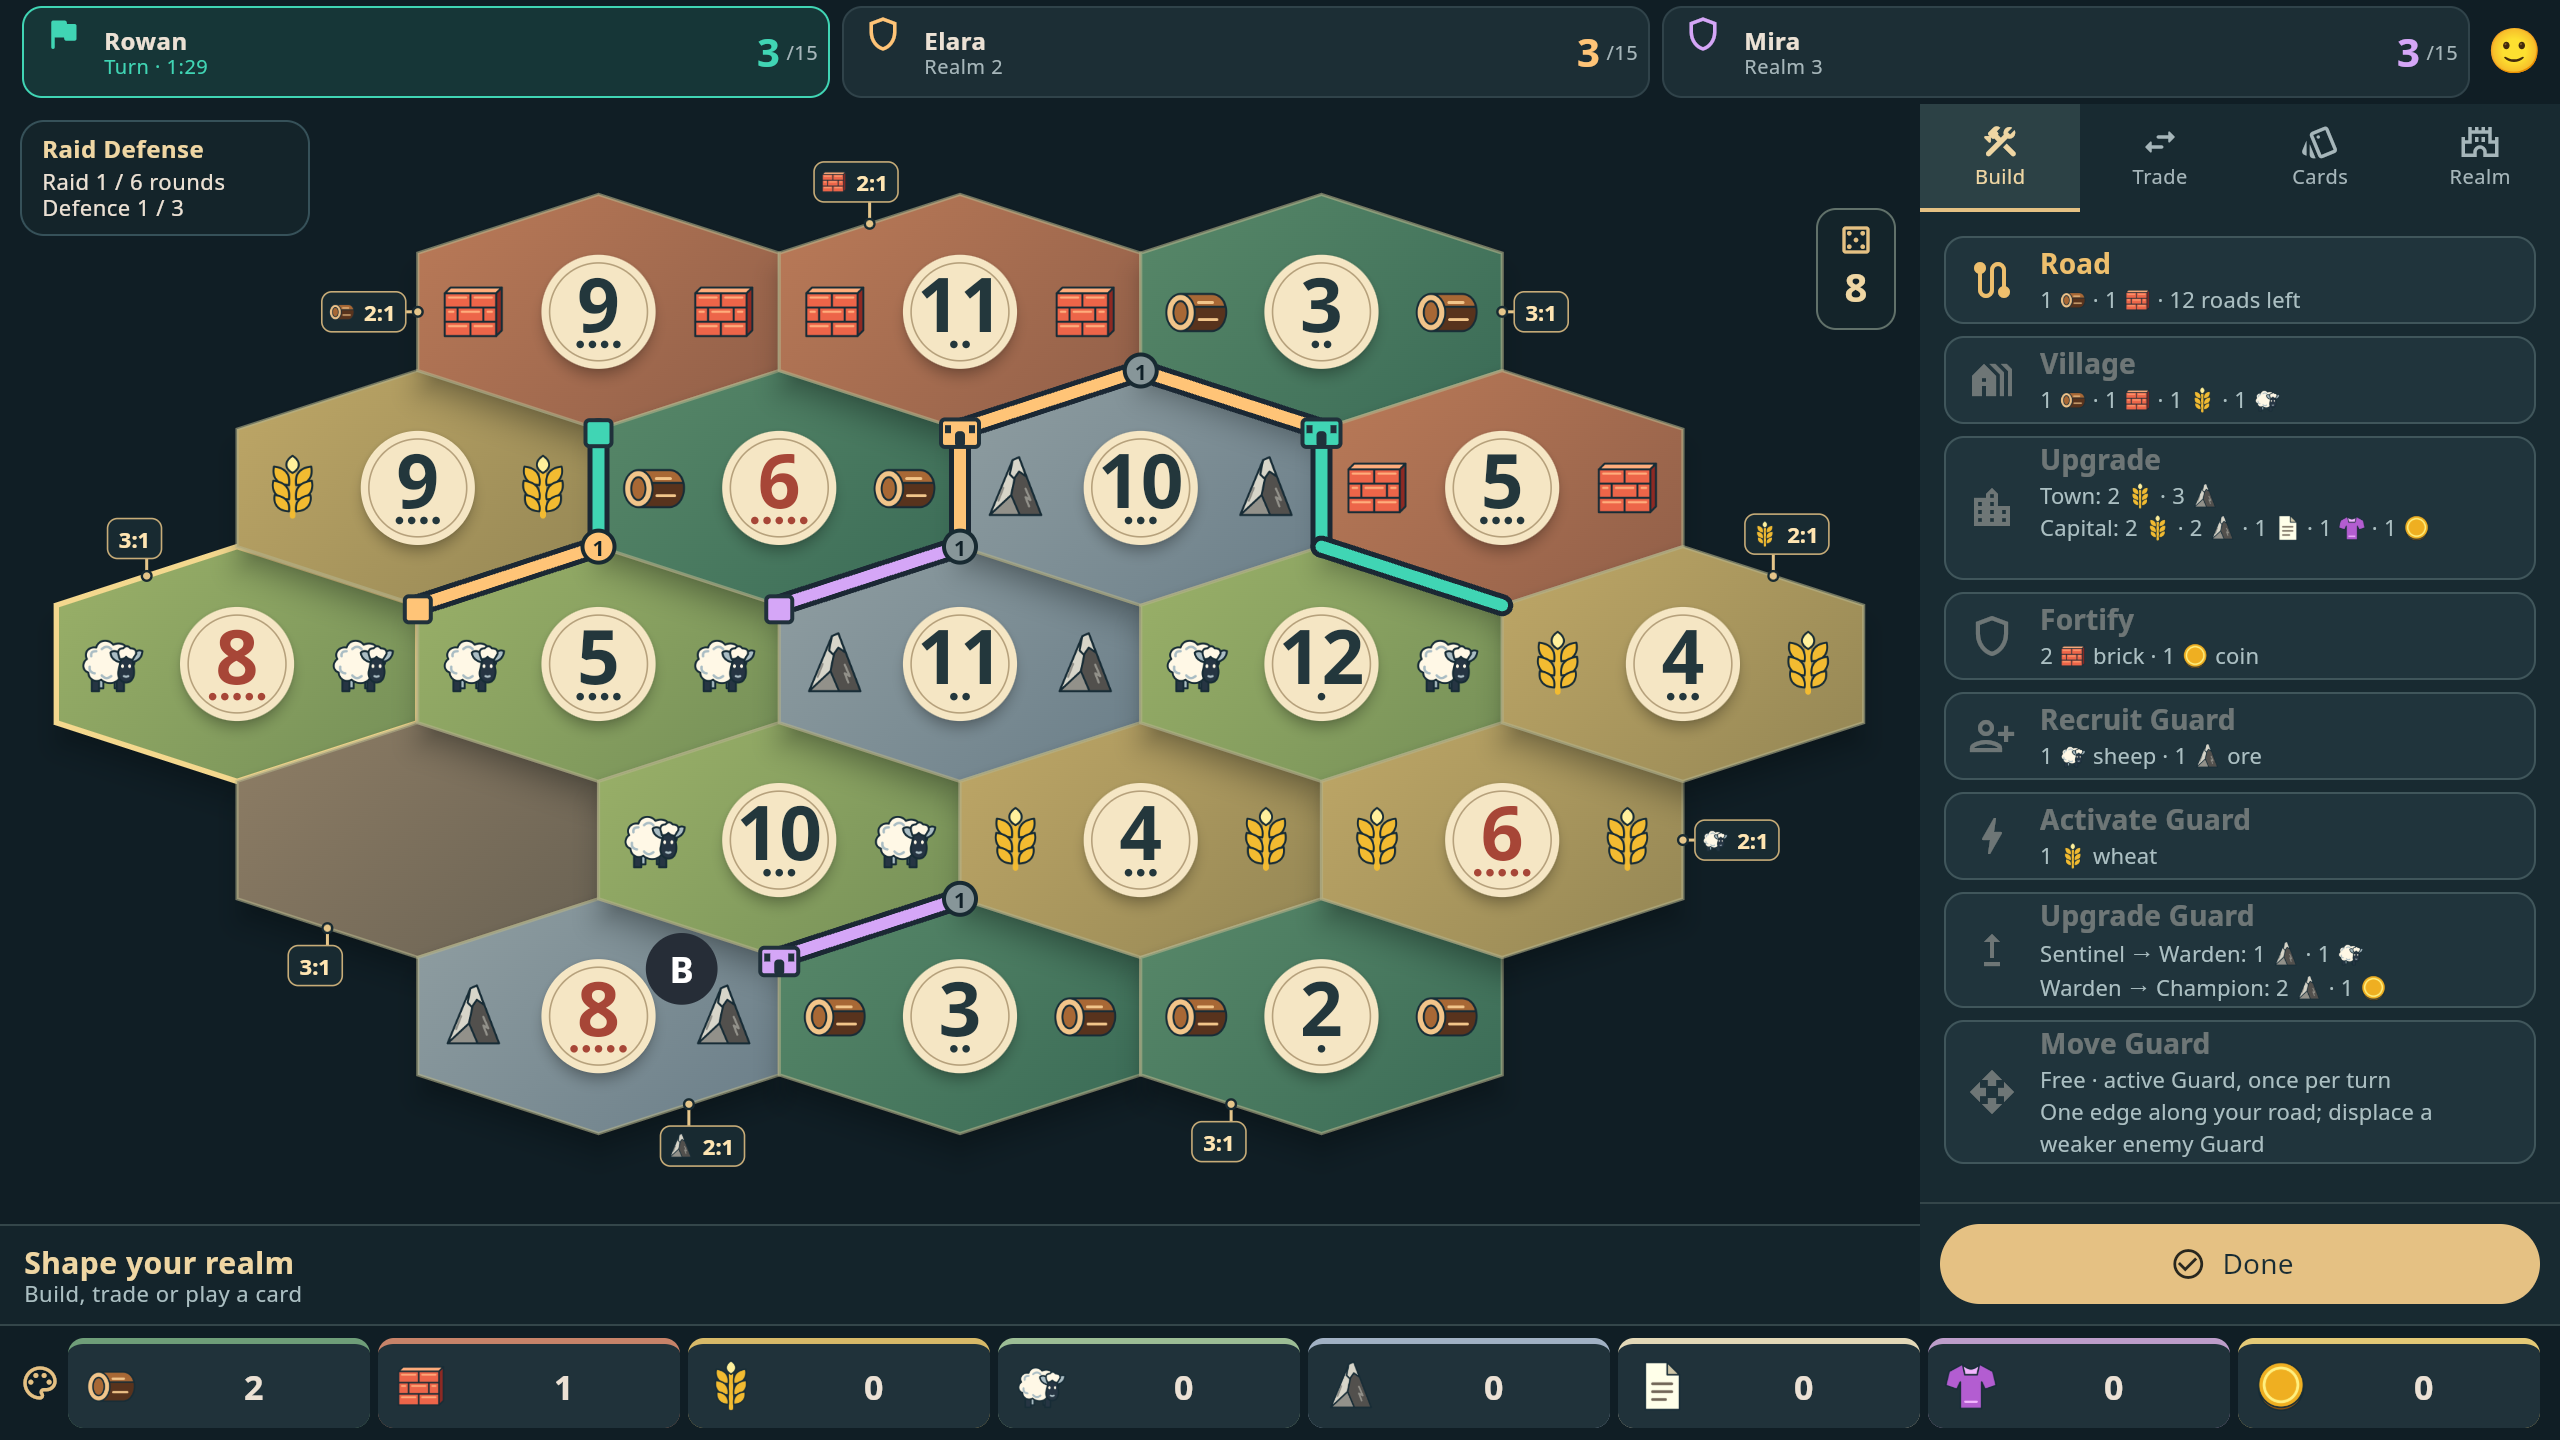 Rowan
Turn · 1:29
3 /15
Elara
Realm 2
3 /15
Mira
Realm 3
3 /15
Raid Defense
Raid 1 / 6 rounds
Defence 1 / 3
2:1
2:1
3:1
9
11
3
8
9
6
10
5
1
1
1
3:1
2:1
8
5
11
12
4
10
4
6
2:1
1
3:1
B
8
3
2
2:1
3:1
Build
Trade
Cards
Realm
Road
1 · 1 · 12 roads left
Village
1 · 1 · 1 · 1
Upgrade
Town: 2 · 3
Capital: 2 · 2 · 1 · 1 · 1
Fortify
2 brick · 1 coin
Recruit Guard
1 sheep · 1 ore
Activate Guard
1 wheat
Upgrade Guard
Sentinel → Warden: 1 · 1
Warden → Champion: 2 · 1
Move Guard
Free · active Guard, once per turn
One edge along your road; displace a
weaker enemy Guard
Done
Shape your realm
Build, trade or play a card
2
1
0
0
0
0
0
0